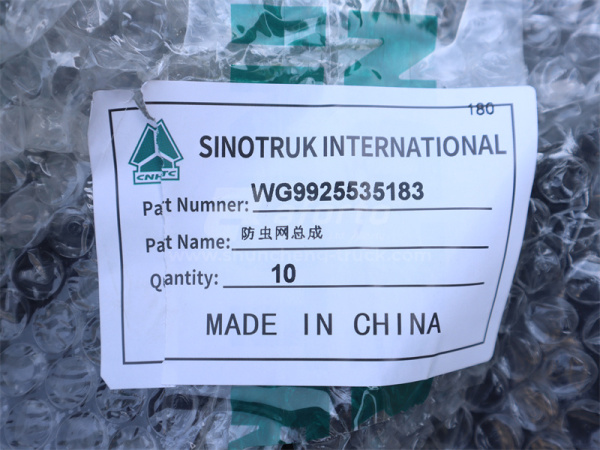 180
SINOTRUK INTERNATIONAL
CNHTC
Pat Numner: WG9925535183
Pat Name: 防虫网总成
Qantity: 10
MADE IN CHINA